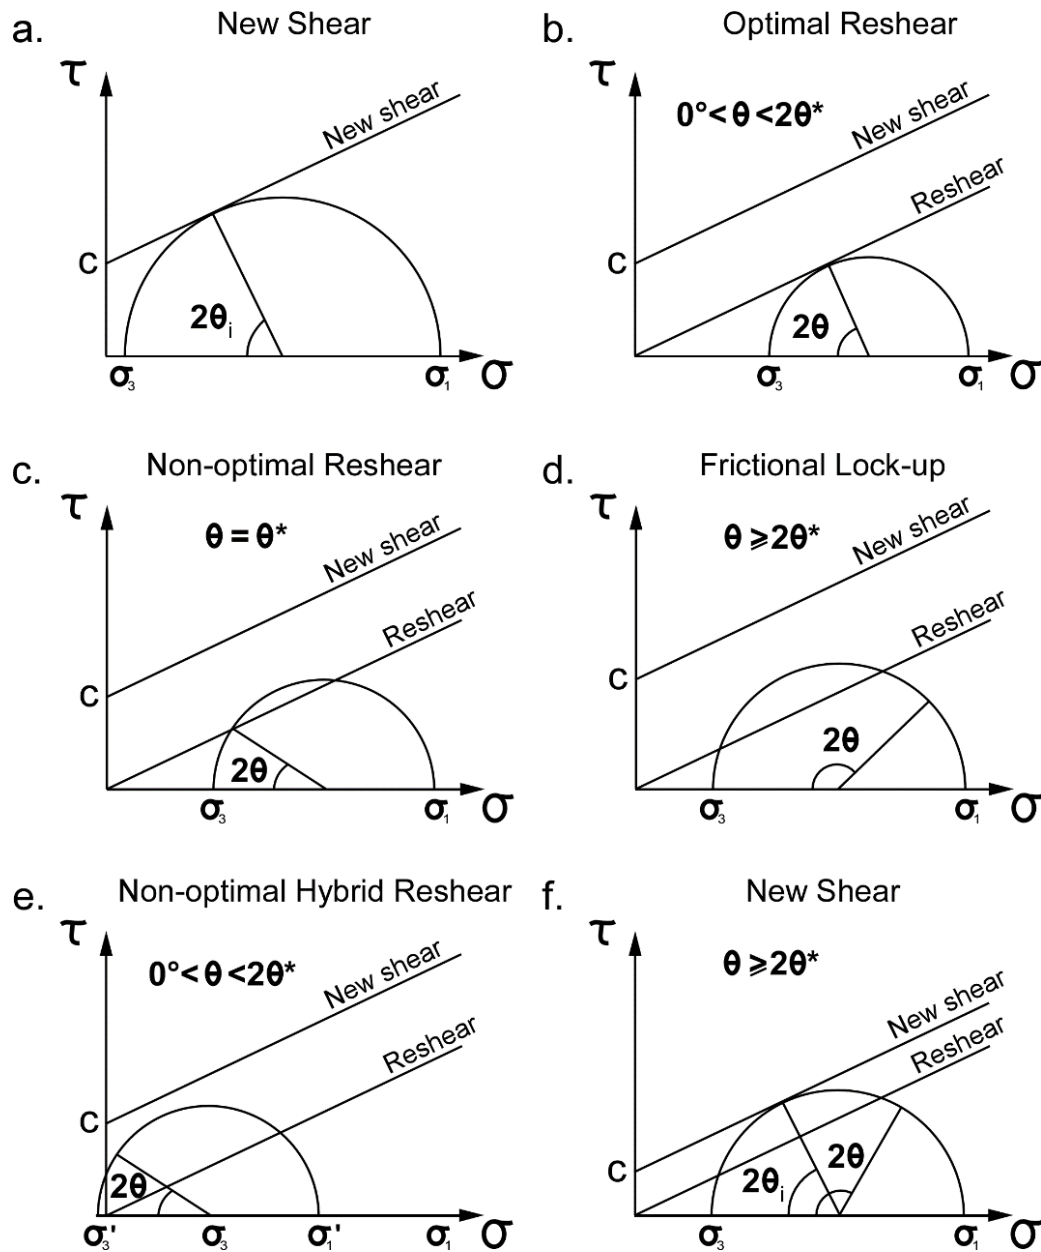 a. New Shear
τ
New shear
C
2θi
σ3 σ1 σ
b. Optimal Reshear
τ
0°< θ <2θ*
New shear
Reshear
C
2θ
σ3 σ1 σ
c. Non-optimal Reshear
τ
θ = θ*
New shear
Reshear
C
2θ
σ3 σ1 σ
d. Frictional Lock-up
τ
θ ⩾ 2θ*
New shear
Reshear
C
2θ
σ3 σ1 σ
e. Non-optimal Hybrid Reshear
τ
0°< θ <2θ*
New shear
Reshear
C
2θ
σ3' σ3 σ1' σ1 σ
f. New Shear
τ
θ ⩾ 2θ*
New shear
Reshear
C
2θ
2θi
σ3 σ1 σ